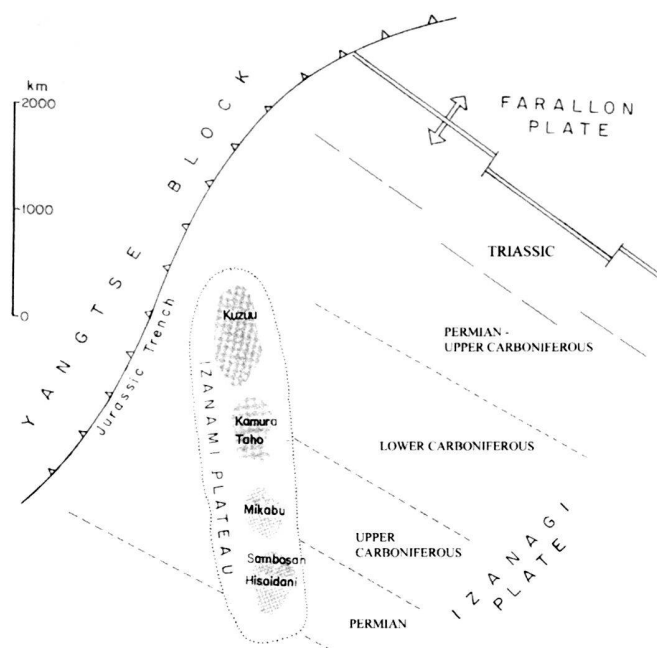 km
2000
1000
0
YANGTSE BLOCK
Jurassic Trench
FARALLON
PLATE
TRIASSIC
PERMIAN -
UPPER CARBONIFEROUS
LOWER CARBONIFEROUS
UPPER
CARBONIFEROUS
PERMIAN
IZANAGI
PLATE
IZANAMI PLATEAU
Kuzuu
Kamura
Taho
Mikabu
Sambosan
Hisaidani